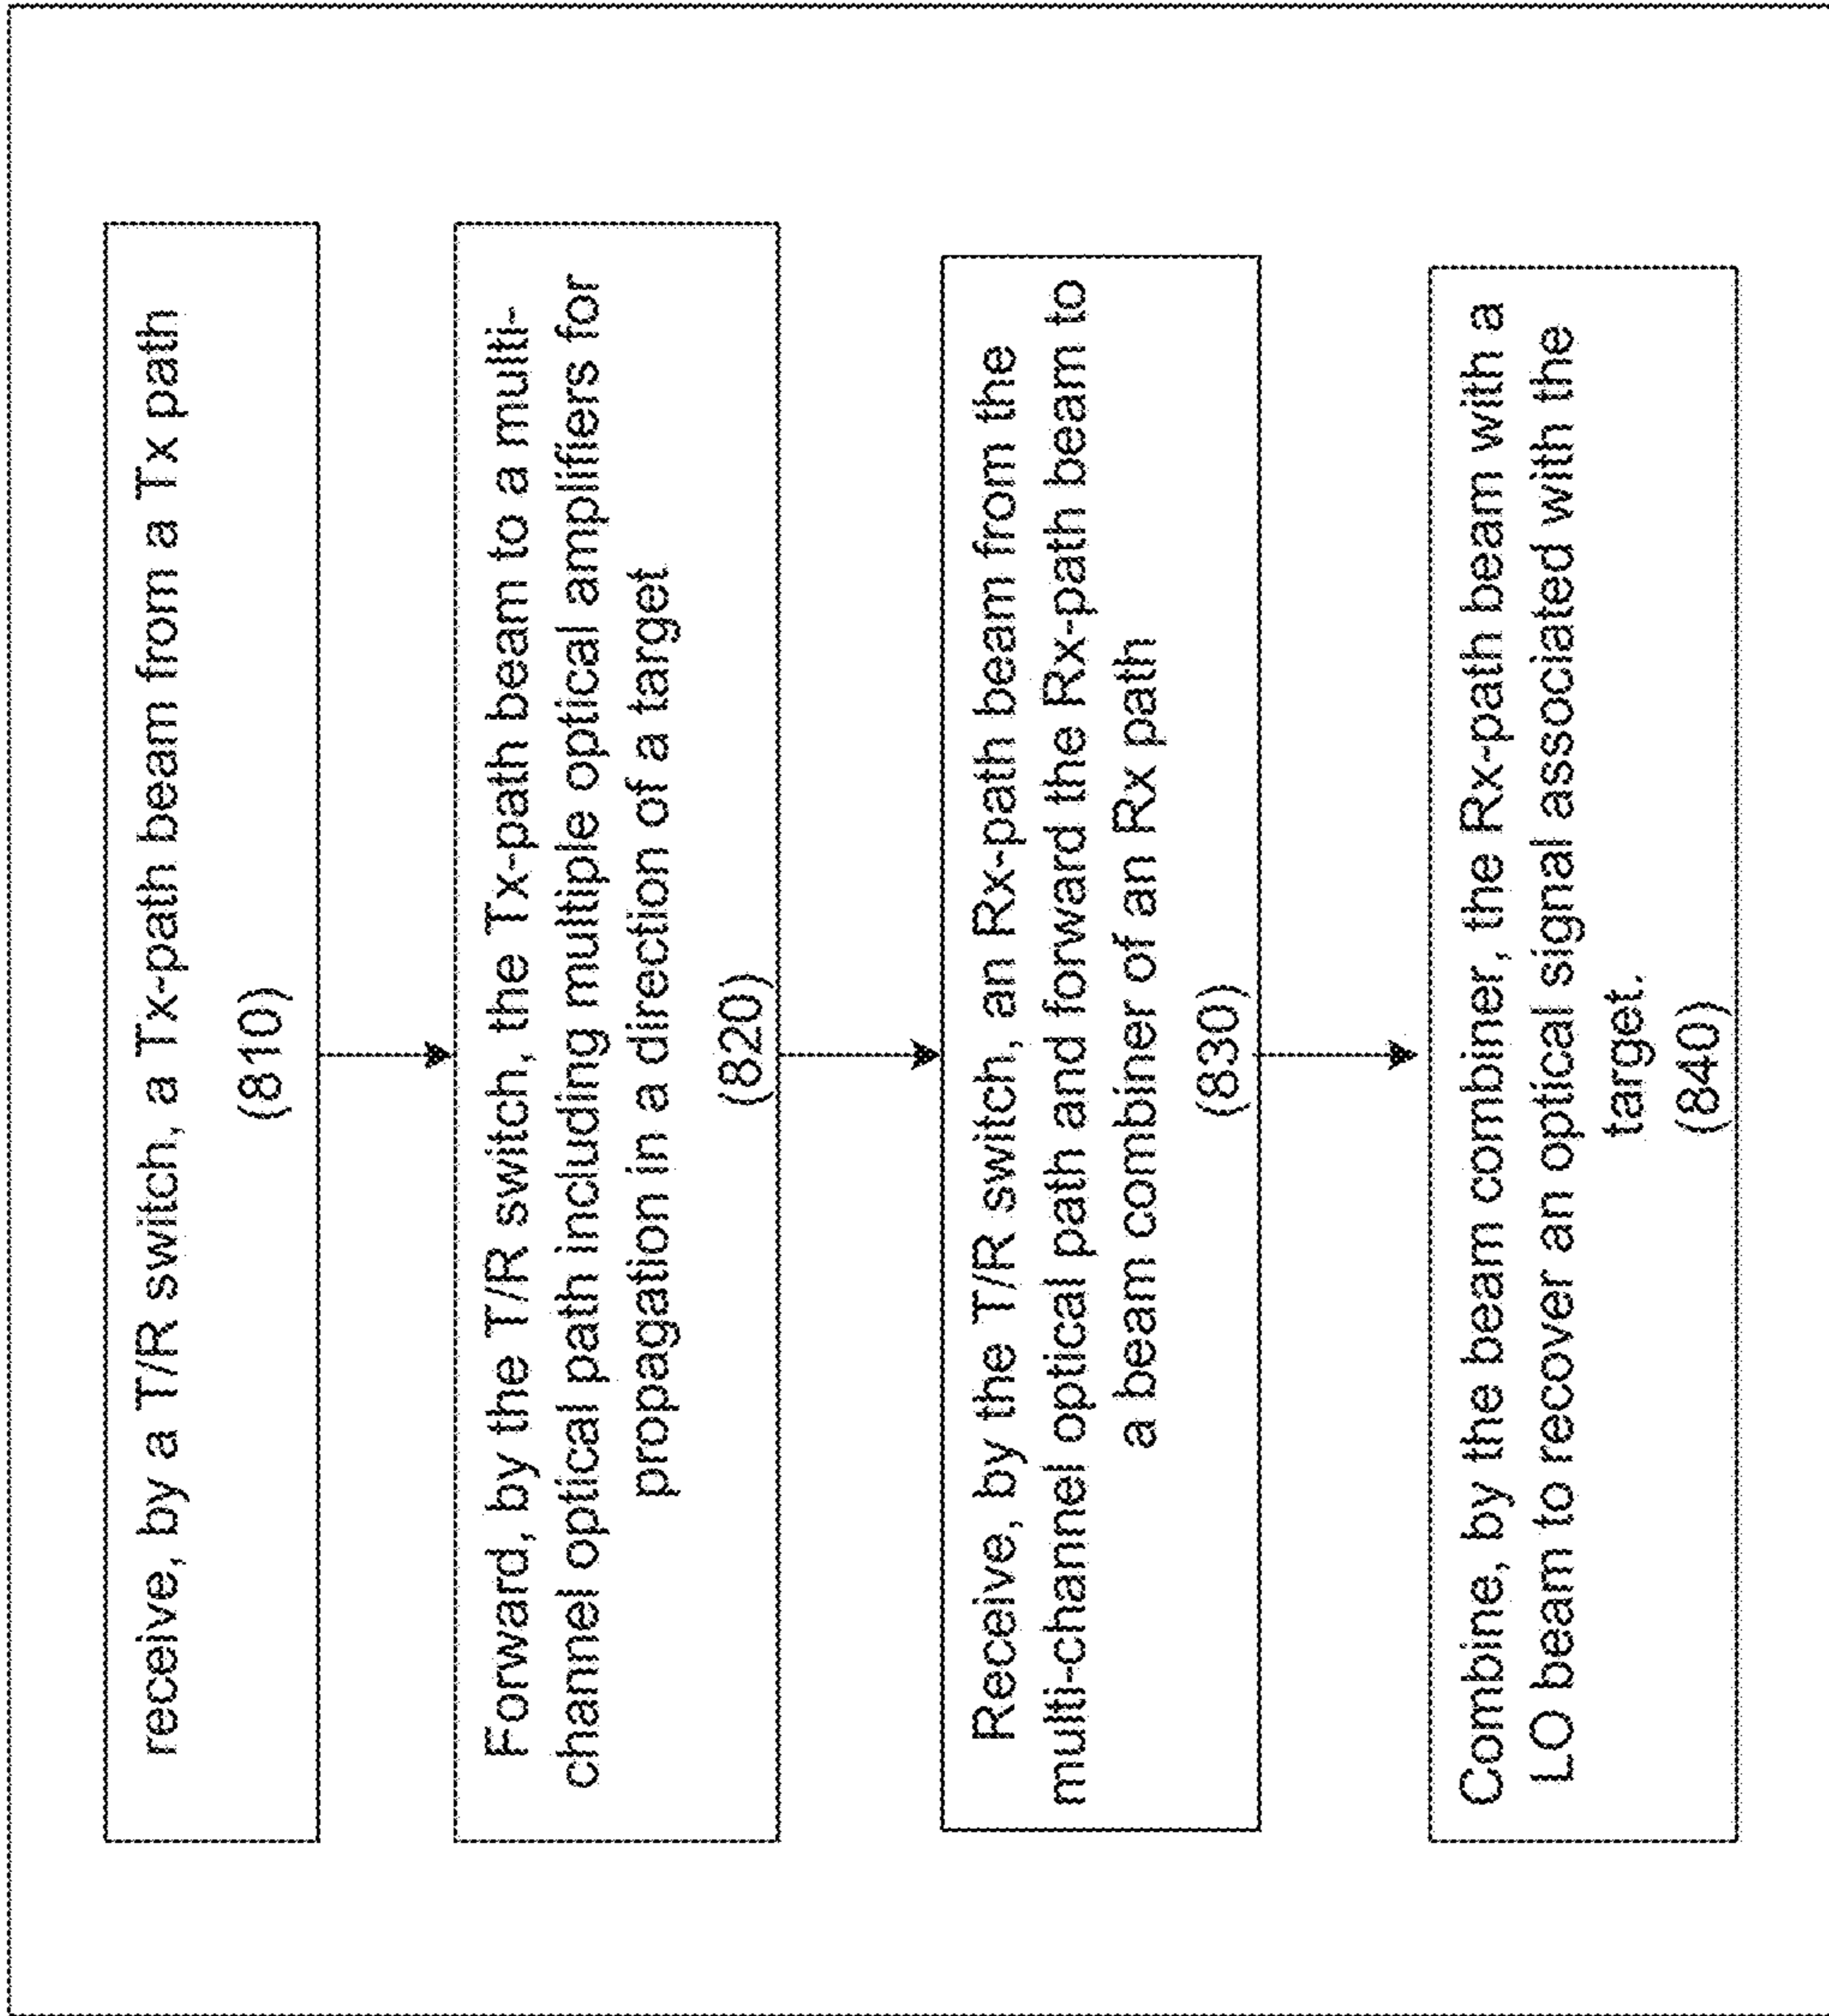 receive, by a T/R switch, a Tx-path beam from a Tx path
(810)
Forward, by the T/R switch, the Tx-path beam to a multi-
channel optical path including multiple optical amplifiers for
propagation in a direction of a target
(820)
Receive, by the T/R switch, an Rx-path beam from the
multi-channel optical path and forward the Rx-path beam to
a beam combiner of an Rx path
(830)
Combine, by the beam combiner, the Rx-path beam with a
LO beam to recover an optical signal associated with the
target.
(840)